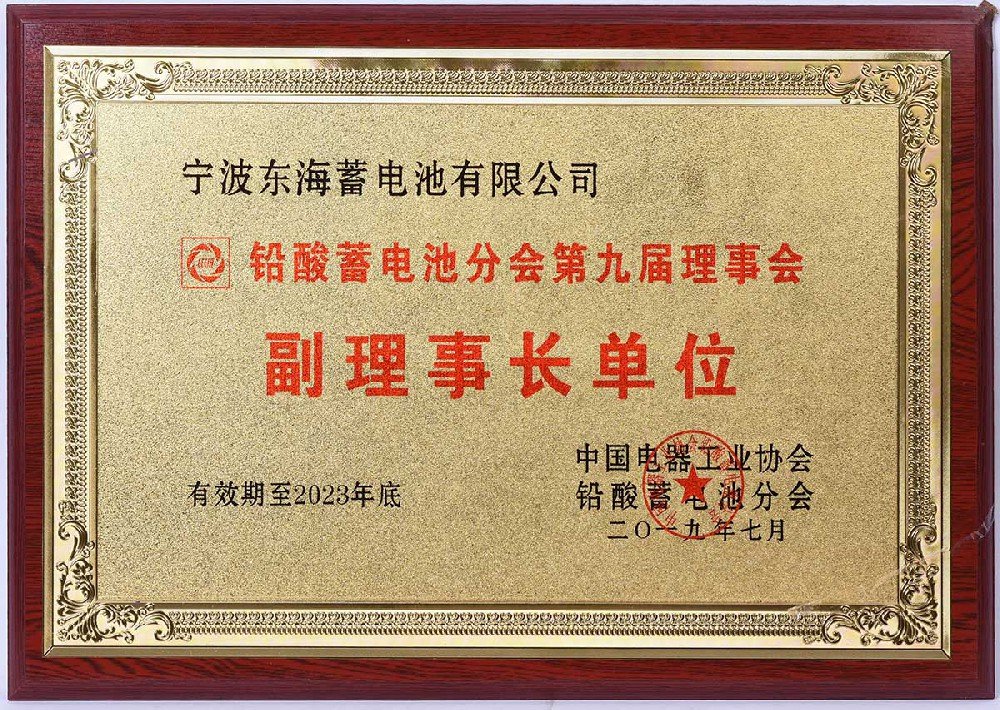 宁波东海蓄电池有限公司
铅酸蓄电池分会第九届理事会
副理事长单位
中国电器工业协会
有效期至2023年底
铅酸蓄电池分会
二〇一九年七月